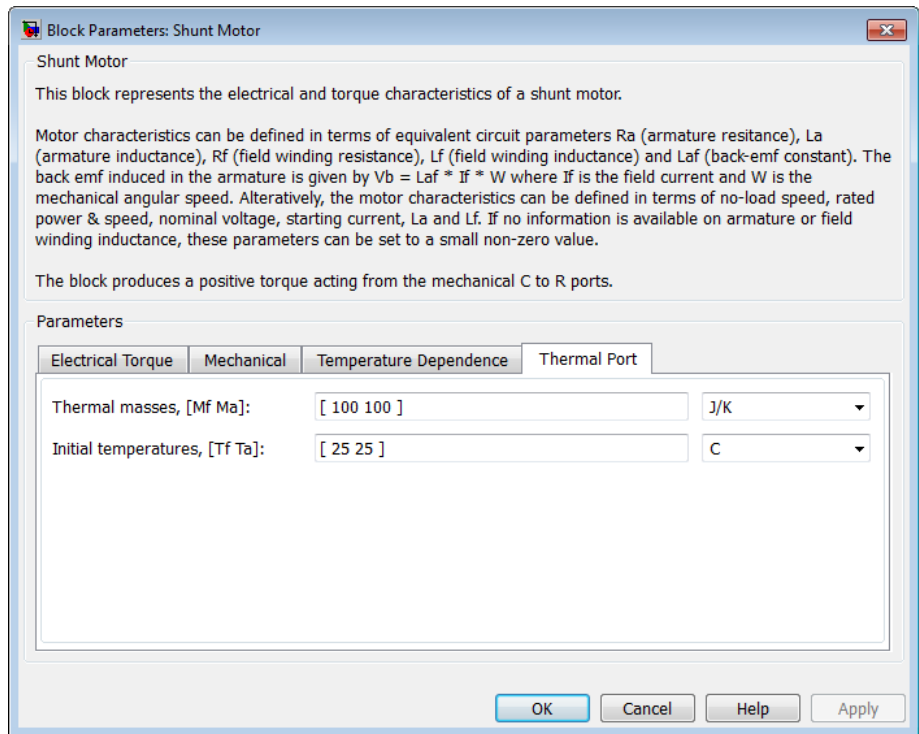 Block Parameters: Shunt Motor
Shunt Motor
This block represents the electrical and torque characteristics of a shunt motor.
Motor characteristics can be defined in terms of equivalent circuit parameters Ra (armature resitance), La
(armature inductance), Rf (field winding resistance), Lf (field winding inductance) and Laf (back-emf constant). The
back emf induced in the armature is given by Vb = Laf * If * W where If is the field current and W is the
mechanical angular speed. Alteratively, the motor characteristics can be defined in terms of no-load speed, rated
power & speed, nominal voltage, starting current, La and Lf. If no information is available on armature or field
winding inductance, these parameters can be set to a small non-zero value.
The block produces a positive torque acting from the mechanical C to R ports.
Parameters
Electrical Torque Mechanical Temperature Dependence Thermal Port
Thermal masses, [Mf Ma]: [ 100 100 ] J/K
Initial temperatures, [Tf Ta]: [ 25 25 ] C
OK Cancel Help Apply